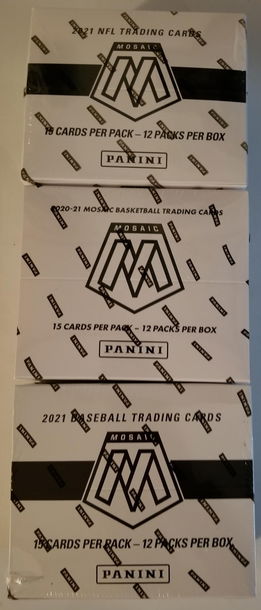 2021 NFL TRADING CARDS
MOSAIC
15 CARDS PER PACK – 12 PACKS PER BOX
PANINI
2020-21 MOSAIC BASKETBALL TRADING CARDS
MOSAIC
15 CARDS PER PACK – 12 PACKS PER BOX
PANINI
2021 BASEBALL TRADING CARDS
MOSAIC
15 CARDS PER PACK – 12 PACKS PER BOX
PANINI